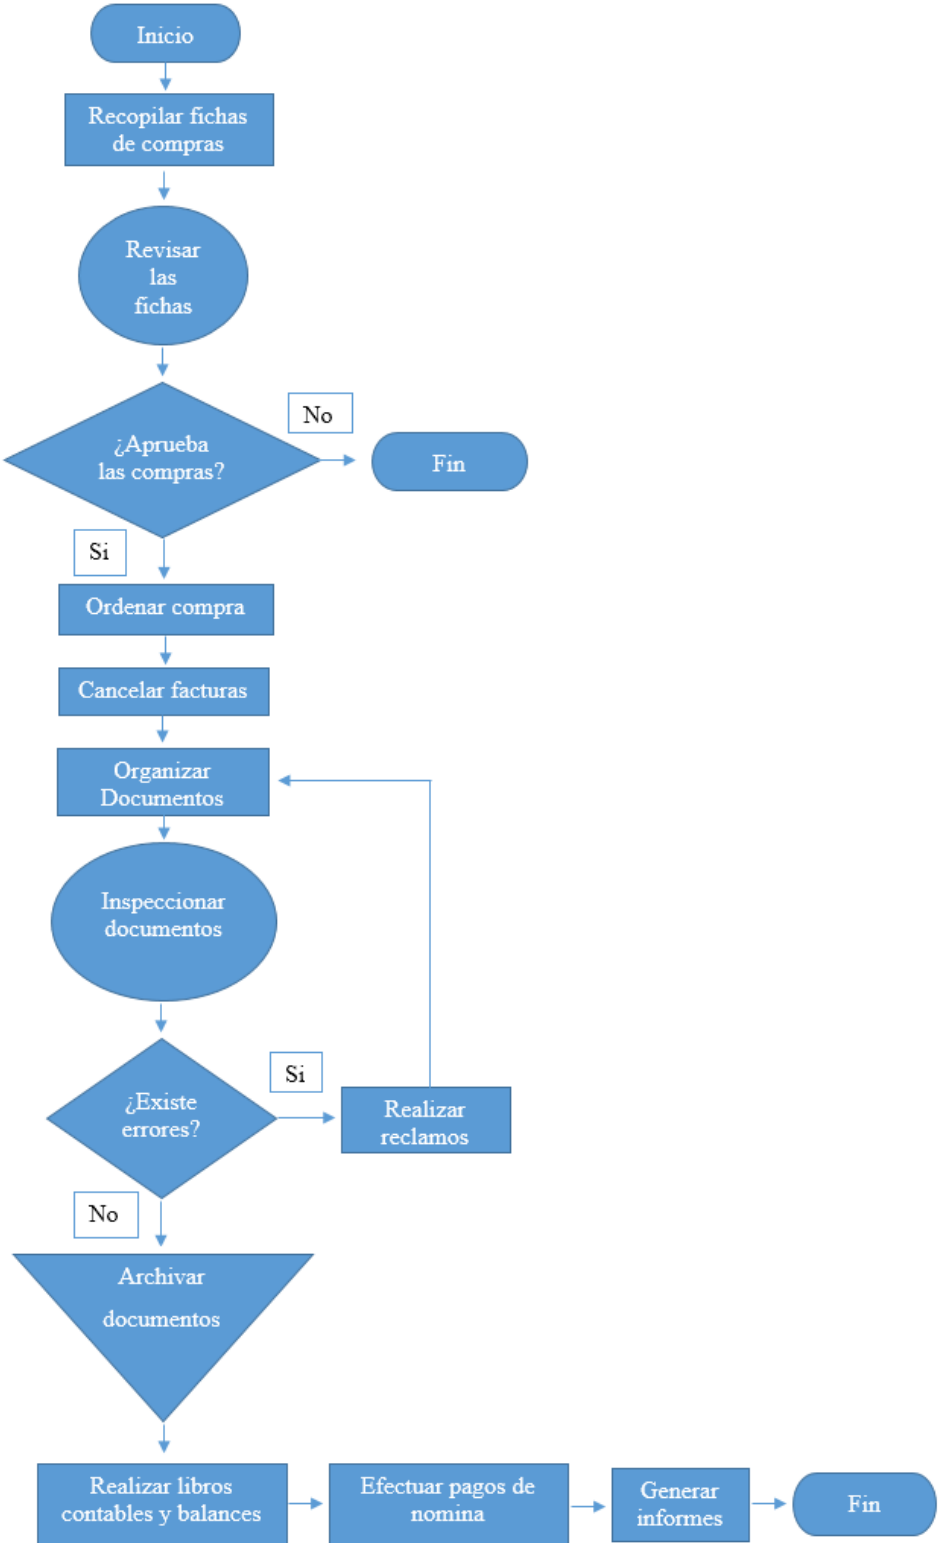 Inicio
Recopilar fichas
de compras
Revisar
las
fichas
¿Aprueba
las compras?
No
Fin
Si
Ordenar compra
Cancelar facturas
Organizar
Documentos
Inspeccionar
documentos
¿Existe
errores?
Si
Realizar
reclamos
No
Archivar
documentos
Realizar libros
contables y balances
Efectuar pagos de
nomina
Generar
informes
Fin